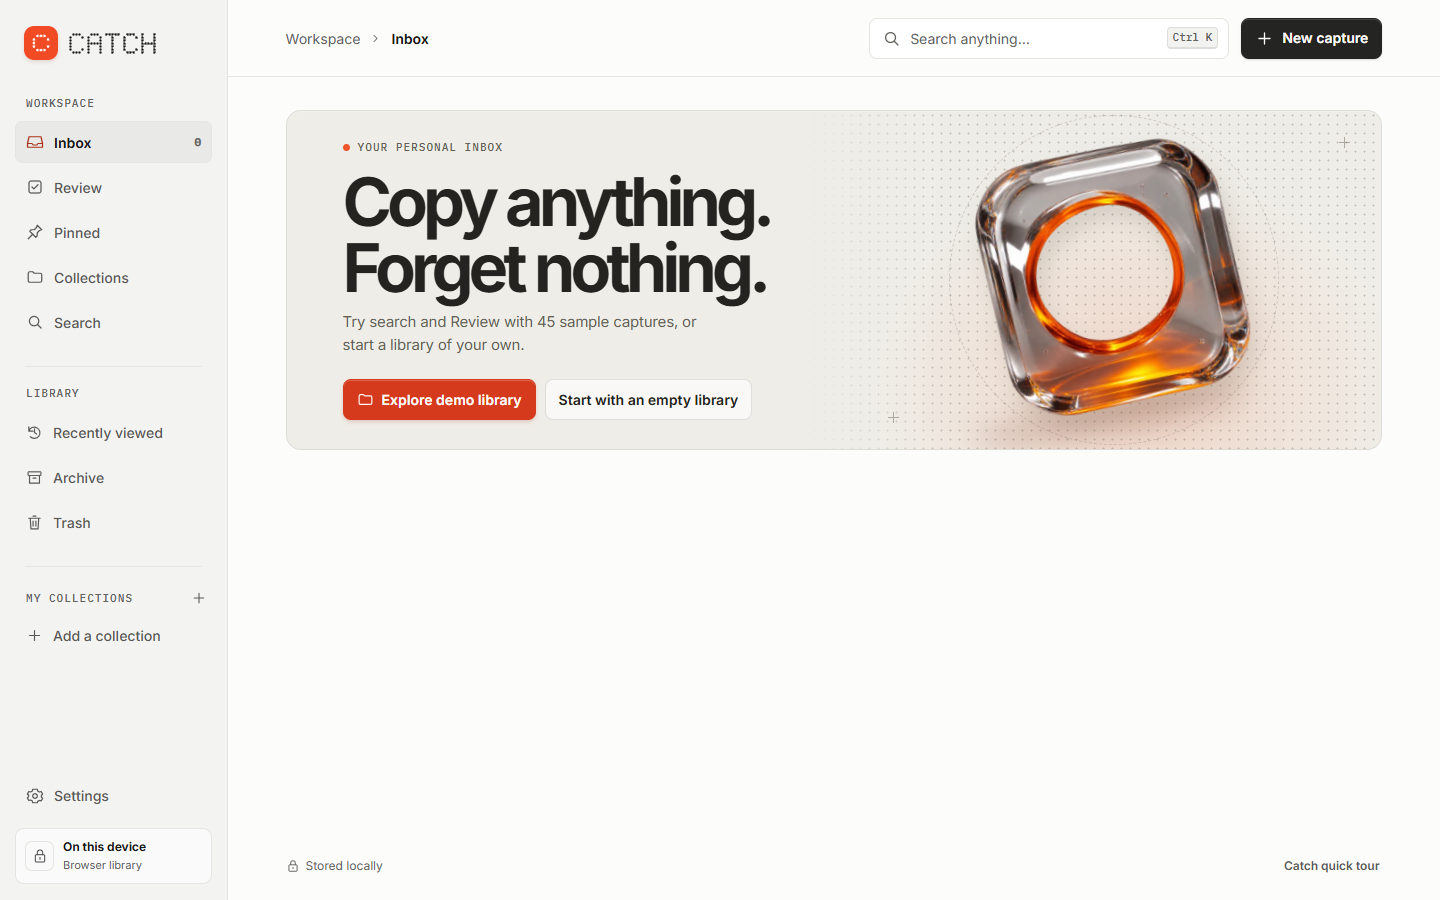 CATCH
WORKSPACE
Inbox 0
Review
Pinned
Collections
Search
LIBRARY
Recently viewed
Archive
Trash
MY COLLECTIONS
Add a collection
Settings
On this device
Browser library
Workspace > Inbox
Search anything...
Ctrl K
New capture
YOUR PERSONAL INBOX
Copy anything.
Forget nothing.
Try search and Review with 45 sample captures, or
start a library of your own.
Explore demo library
Start with an empty library
Stored locally
Catch quick tour